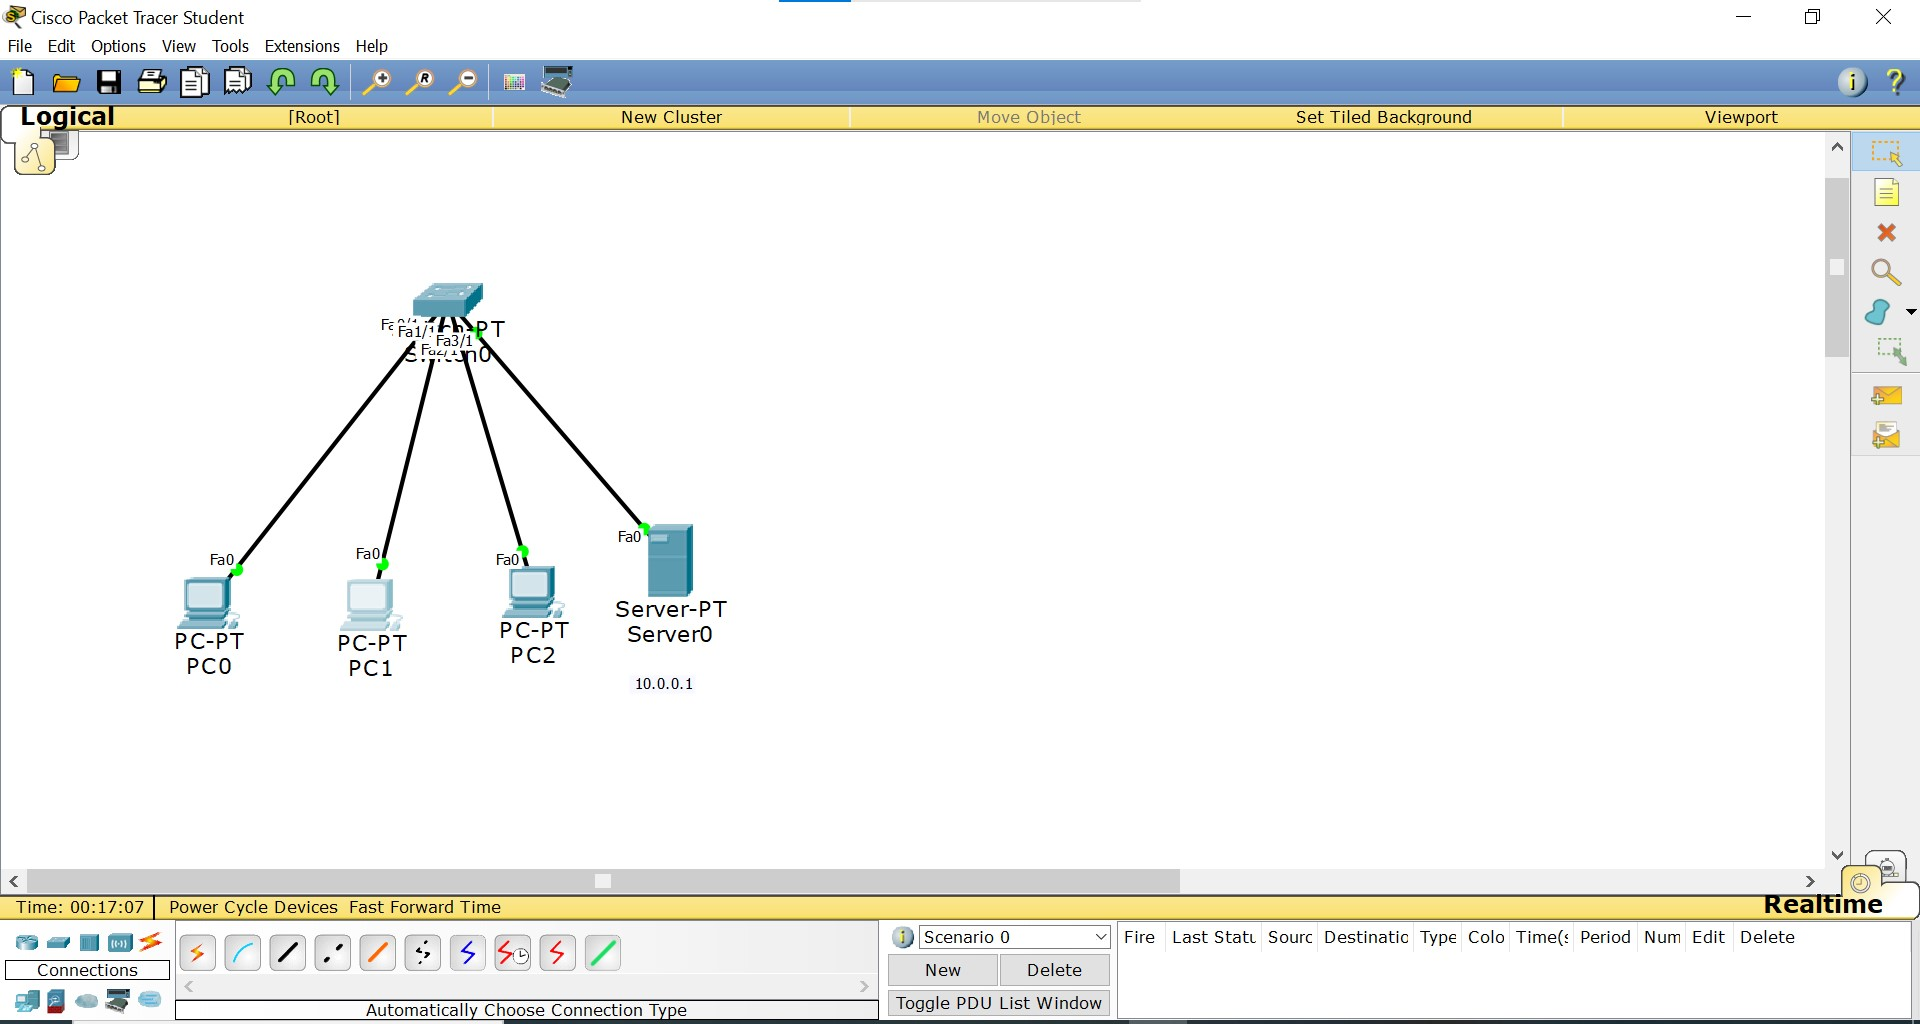 Cisco Packet Tracer Student
File Edit Options View Tools Extensions Help
Logical [Root] New Cluster Move Object Set Tiled Background Viewport
Fa1/1 -PT
Fa3/1
Fa0
Fa0
Fa0
Fa0
PC-PT
PC0
PC-PT
PC1
PC-PT
PC2
Server-PT
Server0
10.0.0.1
Time: 00:17:07 Power Cycle Devices Fast Forward Time Realtime
Connections
Automatically Choose Connection Type
Scenario 0
New Delete
Toggle PDU List Window
Fire Last Statu Sourc Destinatio Type Colo Time(s Period Num Edit Delete